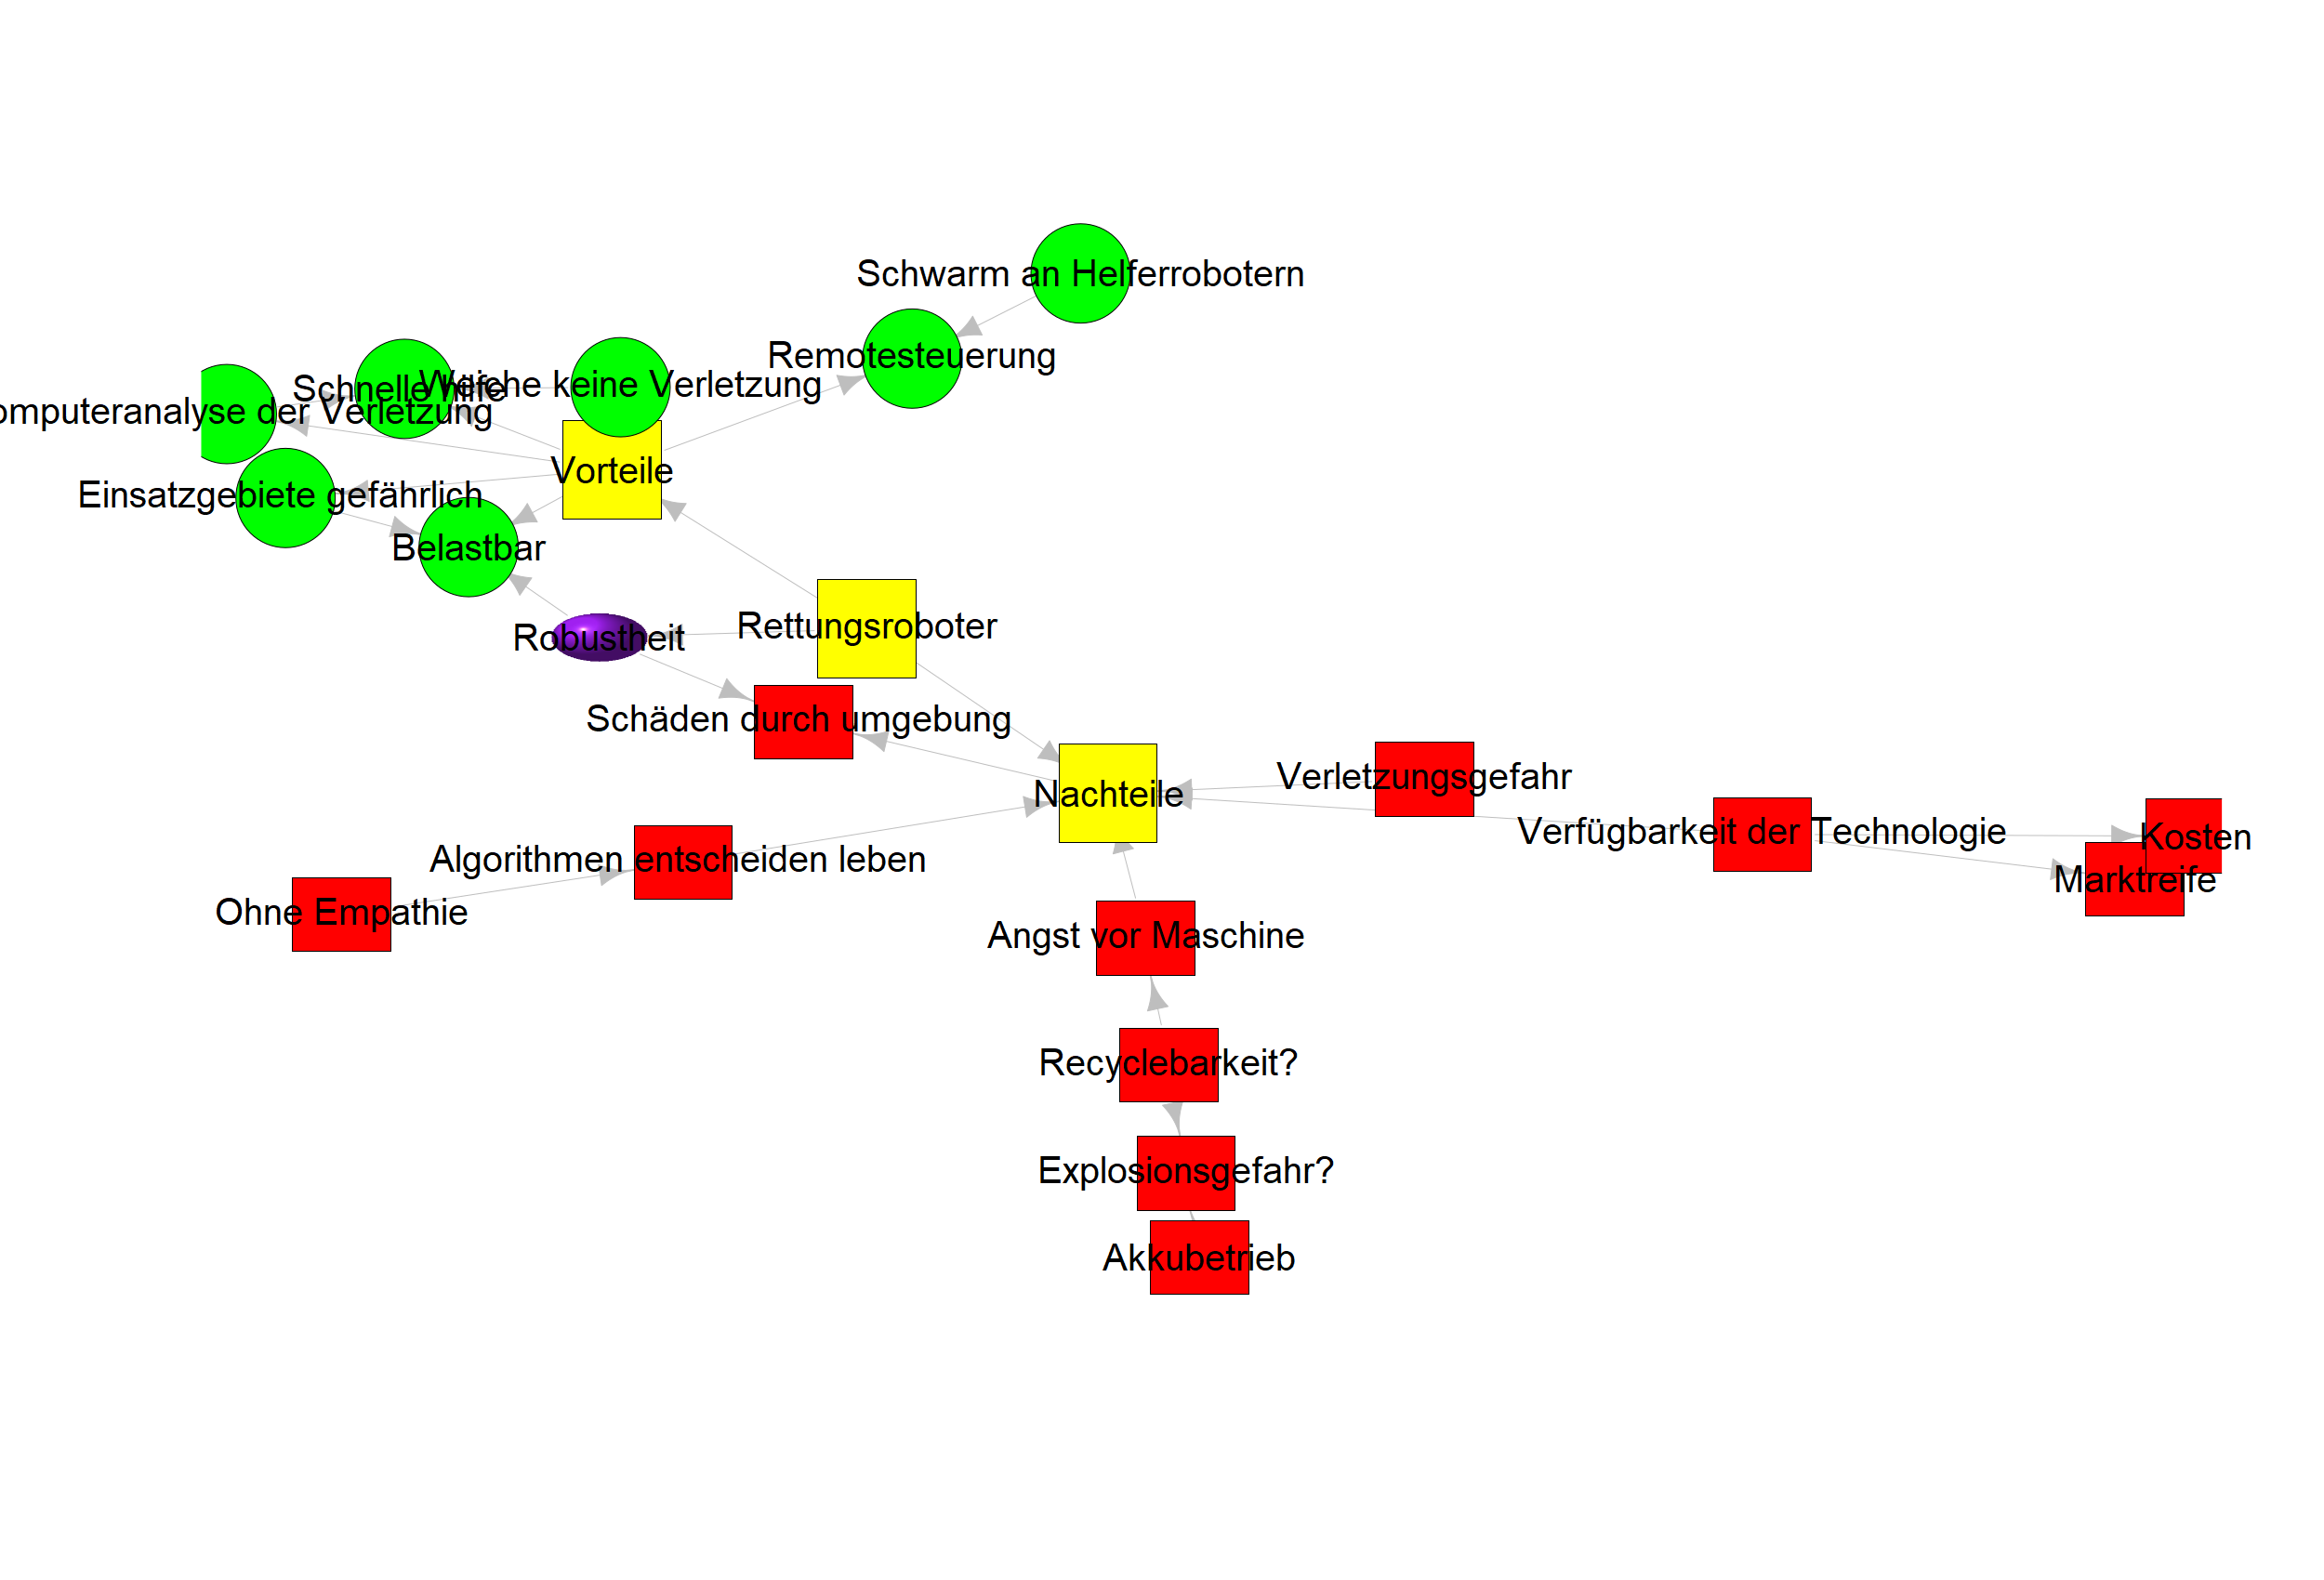 Schwarm an Helferrobotern
Remotesteuerung
Schnelle hilfe
Weiche keine Verletzung
omputeranalyse der Verletzung
Vorteile
Einsatzgebiete gefährlich
Belastbar
Rettungsroboter
Robustheit
Schäden durch umgebung
Verletzungsgefahr
Nachteile
Verfügbarkeit der Technologie
Kosten
Algorithmen entscheiden leben
Marktreife
Ohne Empathie
Angst vor Maschine
Recyclebarkeit?
Explosionsgefahr?
Akkubetrieb